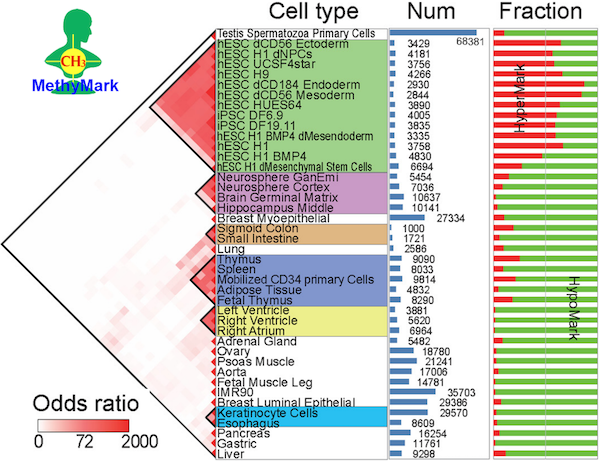 Cell type Num Fraction
CH3
MethyMark
Testis Spermatozoa Primary Cells 68381
hESC dCD56 Ectoderm 3429
hESC H1 dNPCs 4181
hESC UCSF4star 3756
hESC H9 4266
hESC dCD184 Endoderm 2930
hESC dCD56 Mesoderm 2844
hESC HUES64 3890
iPSC DF6.9 4005
iPSC DF19.11 3835
hESC H1 BMP4 dMesendoderm 3335
hESC H1 3758
hESC H1 BMP4 4830
hESC H1 dMesenchymal Stem Cells 6694
Neurosphere GanEmi 5454
Neurosphere Cortex 7036
Brain Germinal Matrix 10637
Hippocampus Middle 10141
Breast Myoepithelial 27334
Sigmoid Colon 1000
Small Intestine 1721
Lung 2586
Thymus 9090
Spleen 8033
Mobilized CD34 primary Cells 9814
Adipose Tissue 4832
Fetal Thymus 8290
Left Ventricle 3881
Right Ventricle 5620
Right Atrium 6964
Adrenal Gland 5482
Ovary 18780
Psoas Muscle 21241
Aorta 17006
Fetal Muscle Leg 14781
IMR90 35703
Breast Luminal Epithelial 29386
Keratinocyte Cells 29570
Esophagus 8609
Pancreas 16254
Gastric 11761
Liver 9298
HyperMark
HypoMark
Odds ratio
0 72 2000